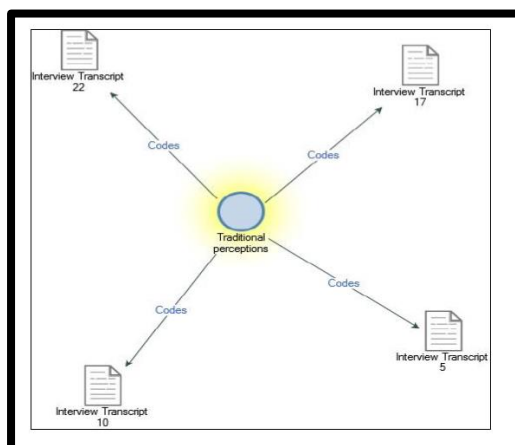 Interview Transcript
22
Interview Transcript
17
Codes
Codes
Traditional
perceptions
Codes
Codes
Interview Transcript
5
Interview Transcript
10